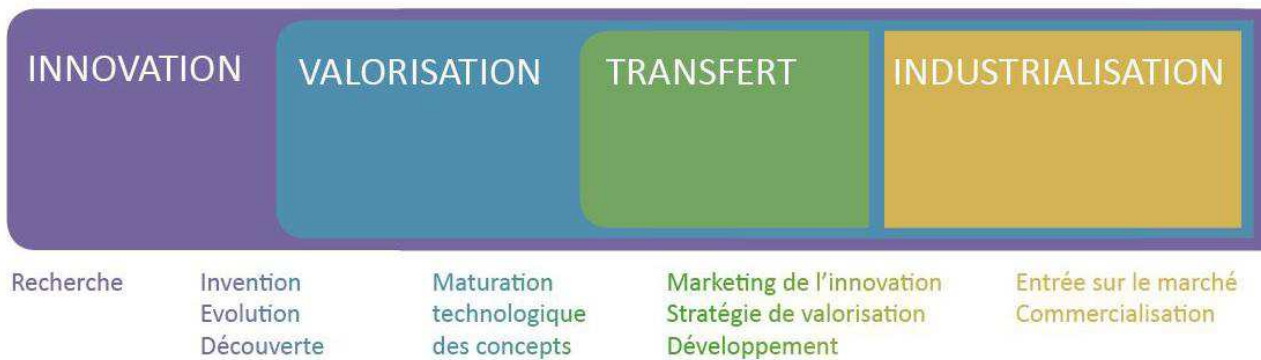 INNOVATION
VALORISATION
TRANSFERT
INDUSTRIALISATION
Recherche
Invention
Evolution
Découverte
Maturation
technologique
des concepts
Marketing de l’innovation
Stratégie de valorisation
Développement
Entrée sur le marché
Commercialisation